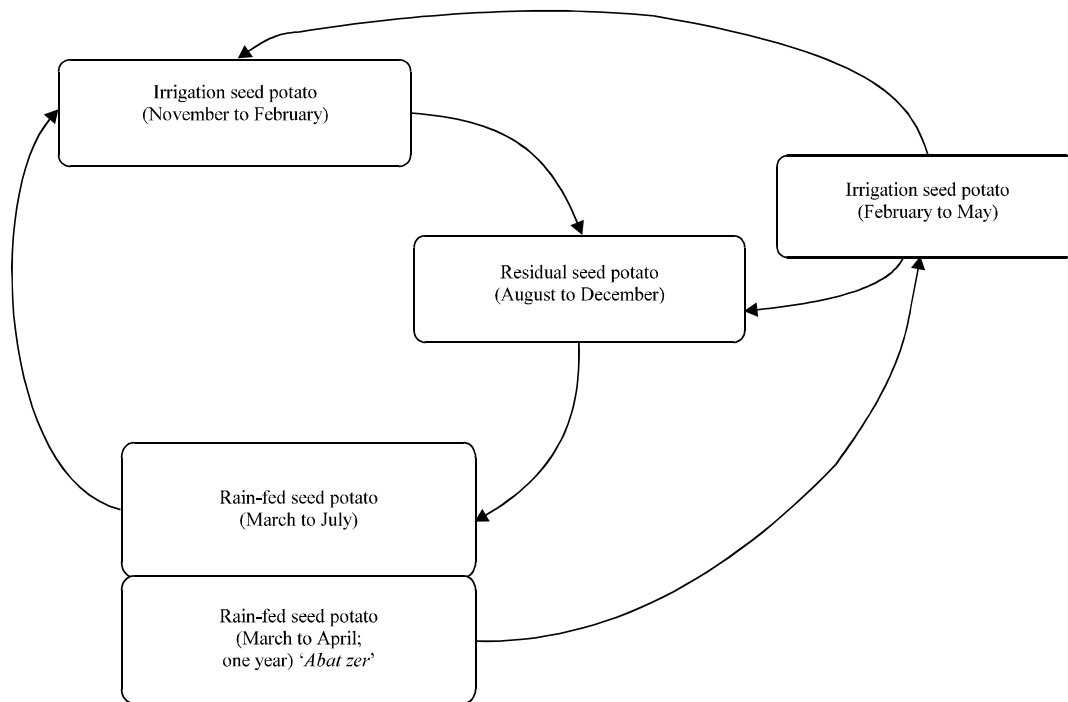 Irrigation seed potato
(November to February)
Irrigation seed potato
(February to May)
Residual seed potato
(August to December)
Rain-fed seed potato
(March to July)
Rain-fed seed potato
(March to April;
one year) ‘Abat zer’